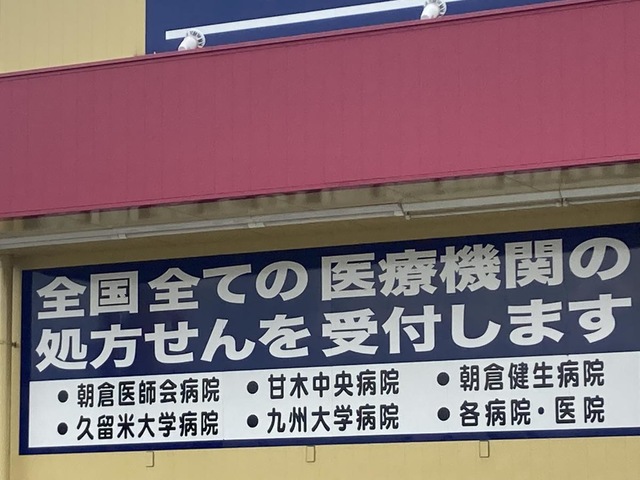 全国 全ての 医療機関の
処方せんを 受付します
• 朝倉医師会病院 • 甘木中央病院 • 朝倉健生病院
• 久留米大学病院 • 九州大学病院 • 各病院・医院